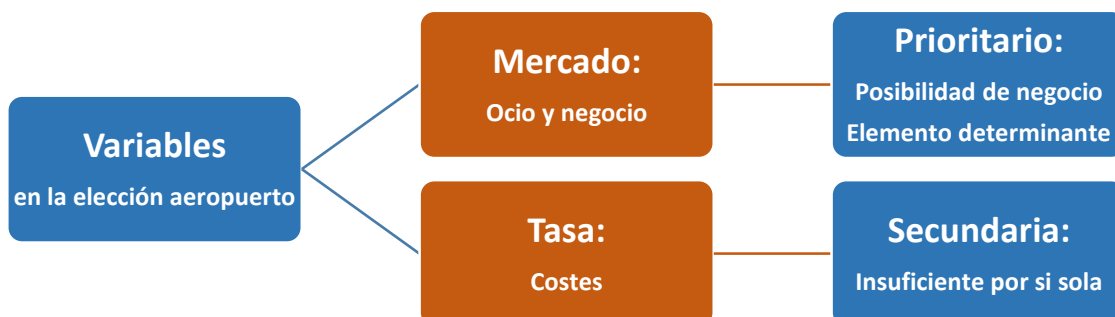 Variables
en la elección aeropuerto
Mercado:
Ocio y negocio
Prioritario:
Posibilidad de negocio
Elemento determinante
Tasa:
Costes
Secundaria:
Insuficiente por si sola